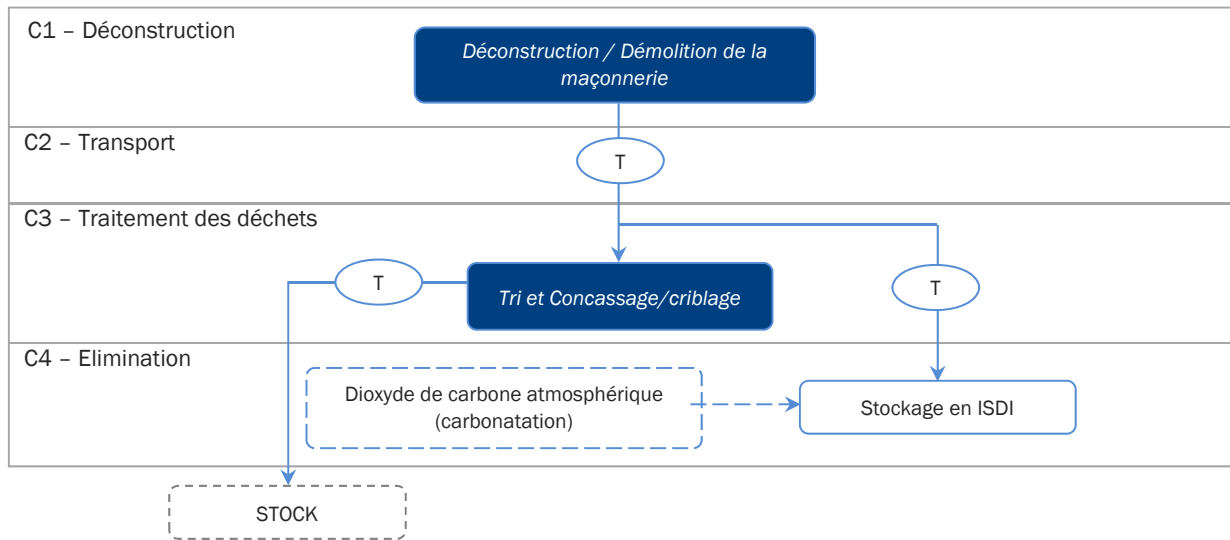 C1 – Déconstruction
Déconstruction / Démolition de la
maçonnerie
C2 – Transport
T
C3 – Traitement des déchets
T
Tri et Concassage/criblage
T
C4 – Elimination
Dioxyde de carbone atmosphérique
(carbonatation)
Stockage en ISDI
STOCK